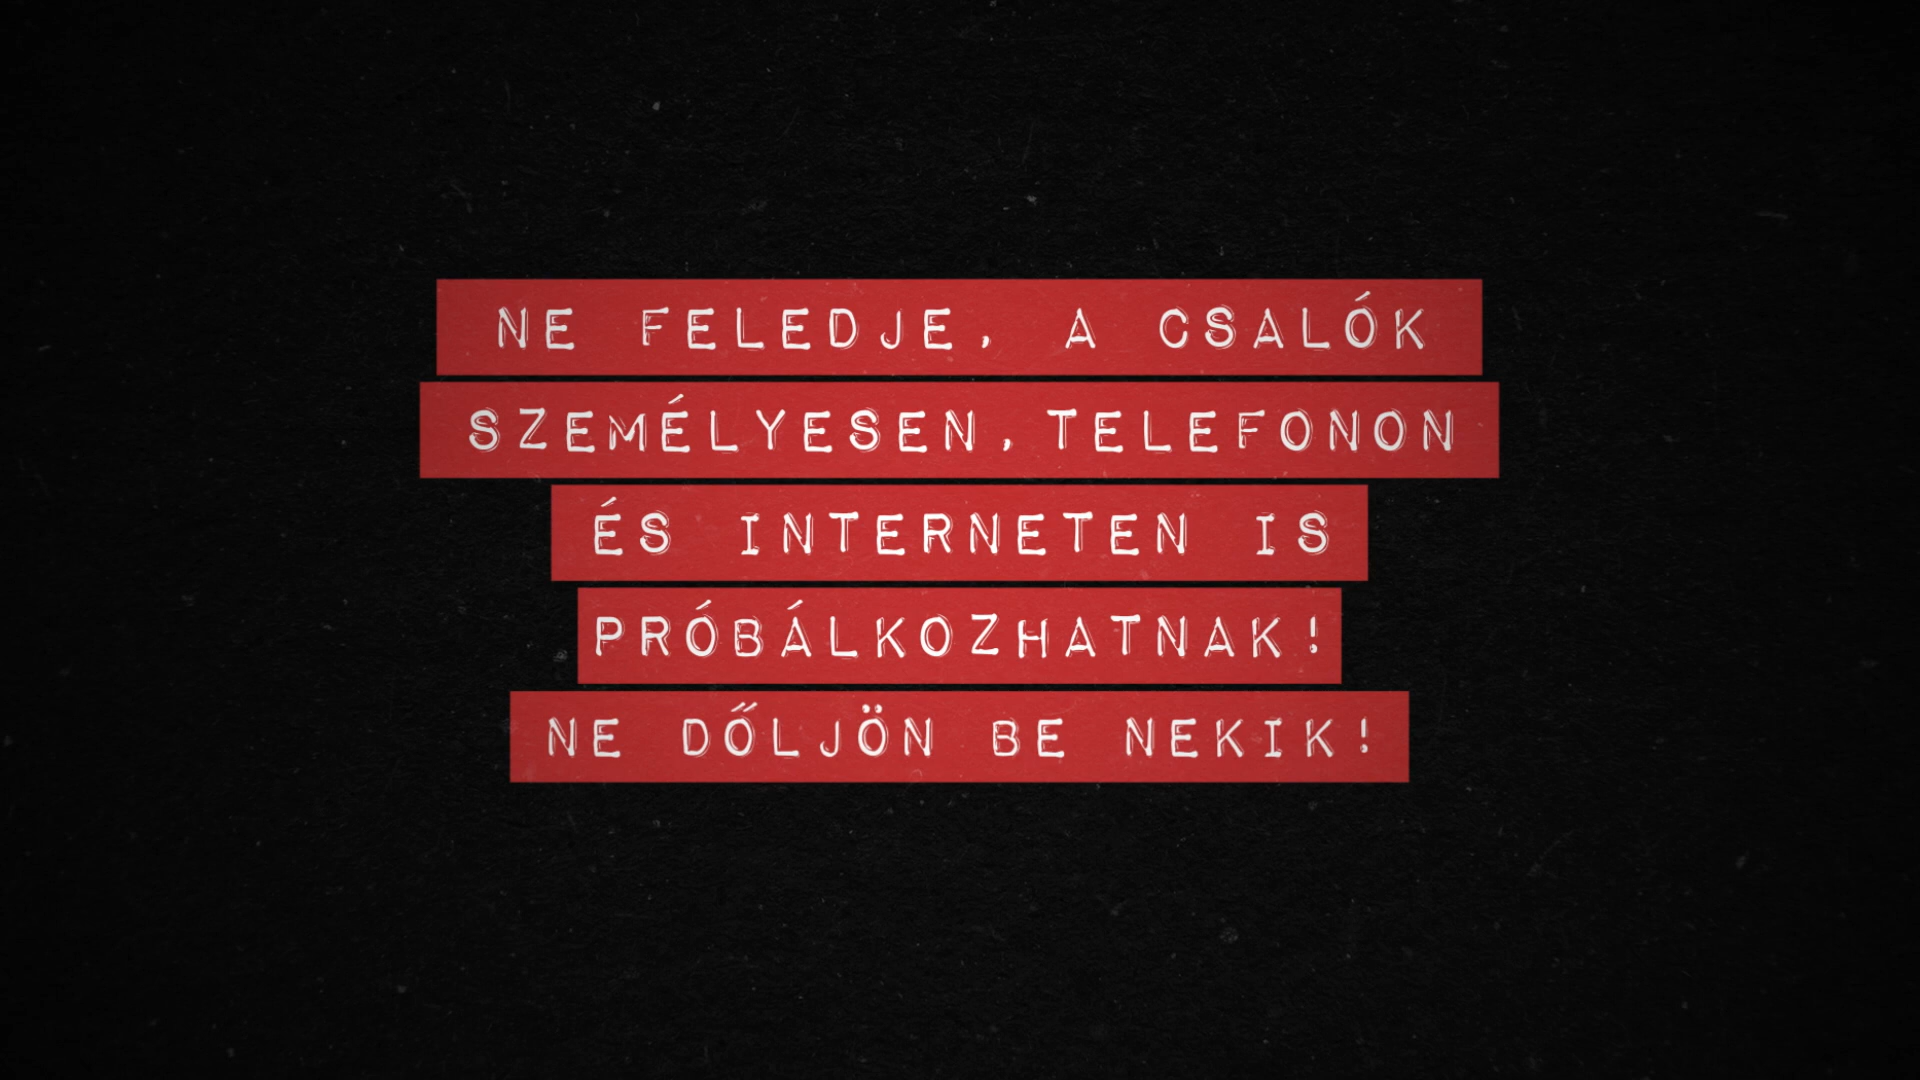 NE FELEDJE, A CSALÓK
SZEMÉLYESEN,TELEFONON
ÉS INTERNETEN IS
PRÓBÁLKOZHATNAK!
NE DŐLJÖN BE NEKIK!